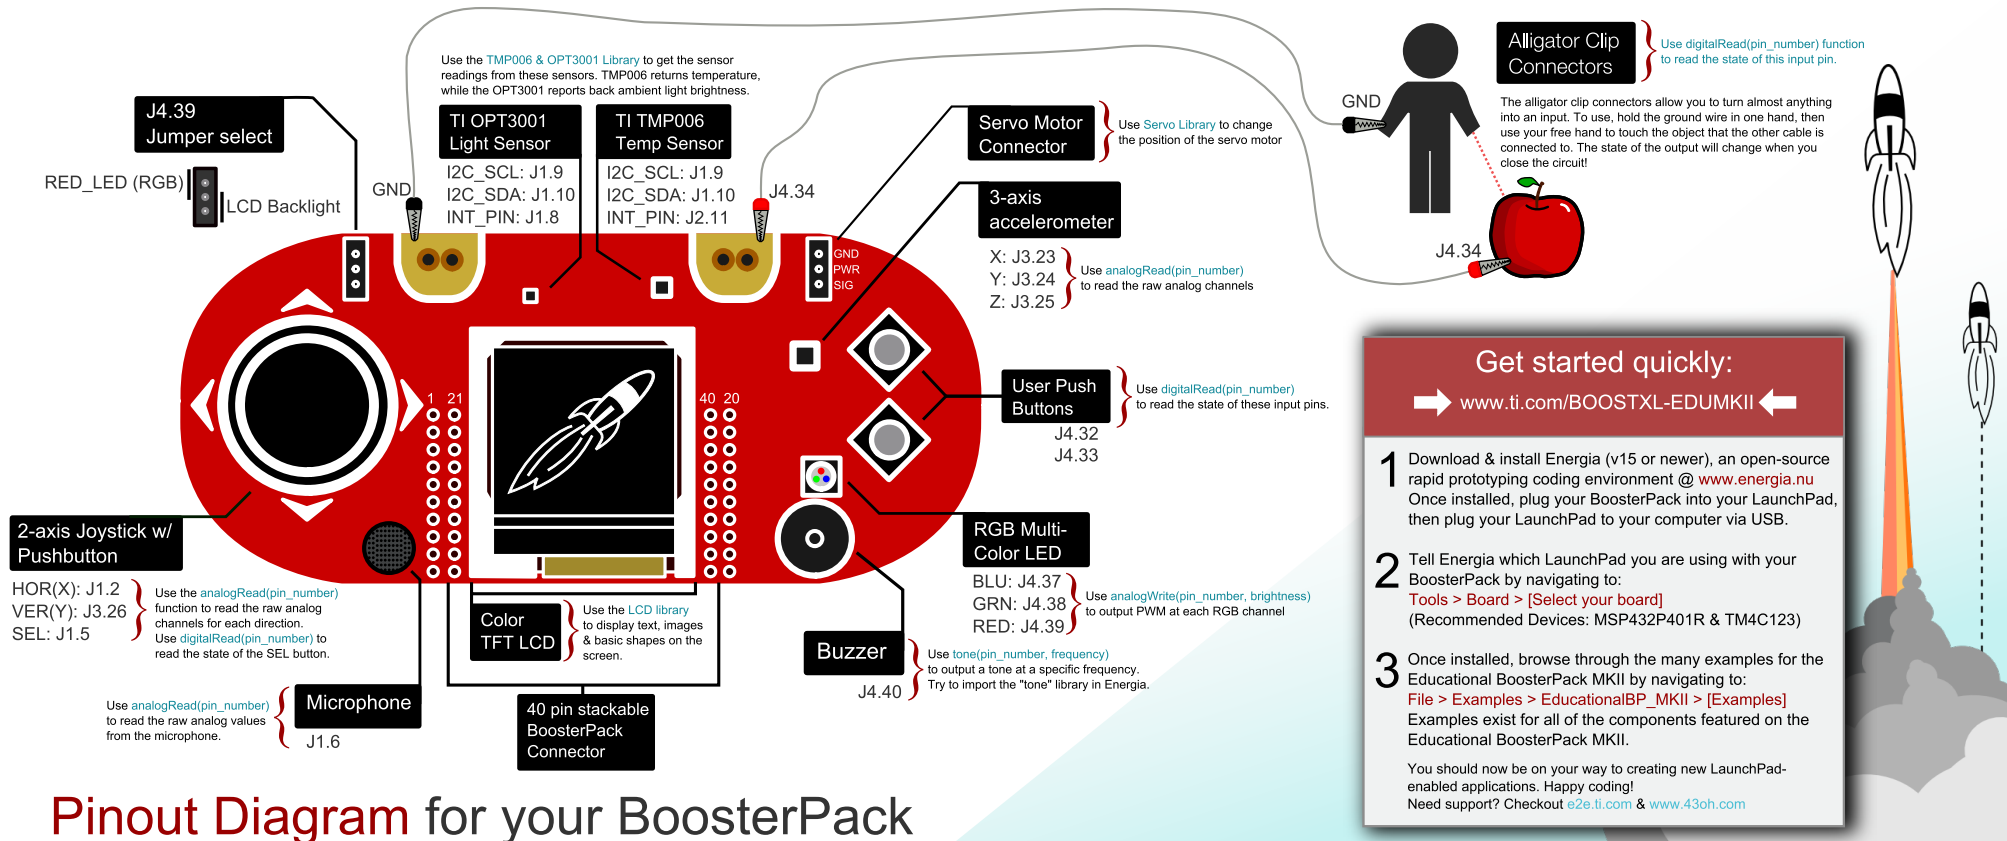 Use the TMP006 & OPT3001 Library to get the sensor
readings from these sensors. TMP006 returns temperature,
while the OPT3001 reports back ambient light brightness.
J4.39
Jumper select
RED_LED (RGB)
LCD Backlight
GND
TI OPT3001
Light Sensor
I2C_SCL: J1.9
I2C_SDA: J1.10
INT_PIN: J1.8
TI TMP006
Temp Sensor
I2C_SCL: J1.9
I2C_SDA: J1.10
INT_PIN: J2.11
J4.34
Servo Motor
Connector
Use Servo Library to change
the position of the servo motor
3-axis
accelerometer
X: J3.23
Y: J3.24
Z: J3.25
Use analogRead(pin_number)
to read the raw analog channels
GND
PWR
SIG
Alligator Clip
Connectors
Use digitalRead(pin_number) function
to read the state of this input pin.
The alligator clip connectors allow you to turn almost anything
into an input. To use, hold the ground wire in one hand, then
use your free hand to touch the object that the other cable is
connected to. The state of the output will change when you
close the circuit!
GND
J4.34
1 21
40 20
User Push
Buttons
J4.32
J4.33
Use digitalRead(pin_number)
to read the state of these input pins.
2-axis Joystick w/
Pushbutton
HOR(X): J1.2
VER(Y): J3.26
SEL: J1.5
Use the analogRead(pin_number)
function to read the raw analog
channels for each direction.
Use digitalRead(pin_number) to
read the state of the SEL button.
Use analogRead(pin_number)
to read the raw analog values
from the microphone.
Microphone
J1.6
Color
TFT LCD
Use the LCD library
to display text, images
& basic shapes on the
screen.
40 pin stackable
BoosterPack
Connector
RGB Multi-
Color LED
BLU: J4.37
GRN: J4.38
RED: J4.39
Use analogWrite(pin_number, brightness)
to output PWM at each RGB channel
Buzzer
J4.40
Use tone(pin_number, frequency)
to output a tone at a specific frequency.
Try to import the "tone" library in Energia.
Get started quickly:
www.ti.com/BOOSTXL-EDUMKII
1 Download & install Energia (v15 or newer), an open-source
rapid prototyping coding environment @ www.energia.nu
Once installed, plug your BoosterPack into your LaunchPad,
then plug your LaunchPad to your computer via USB.
2 Tell Energia which LaunchPad you are using with your
BoosterPack by navigating to:
Tools > Board > [Select your board]
(Recommended Devices: MSP432P401R & TM4C123)
3 Once installed, browse through the many examples for the
Educational BoosterPack MKII by navigating to:
File > Examples > EducationalBP_MKII > [Examples]
Examples exist for all of the components featured on the
Educational BoosterPack MKII.
You should now be on your way to creating new LaunchPad-
enabled applications. Happy coding!
Need support? Checkout e2e.ti.com & www.43oh.com
Pinout Diagram for your BoosterPack